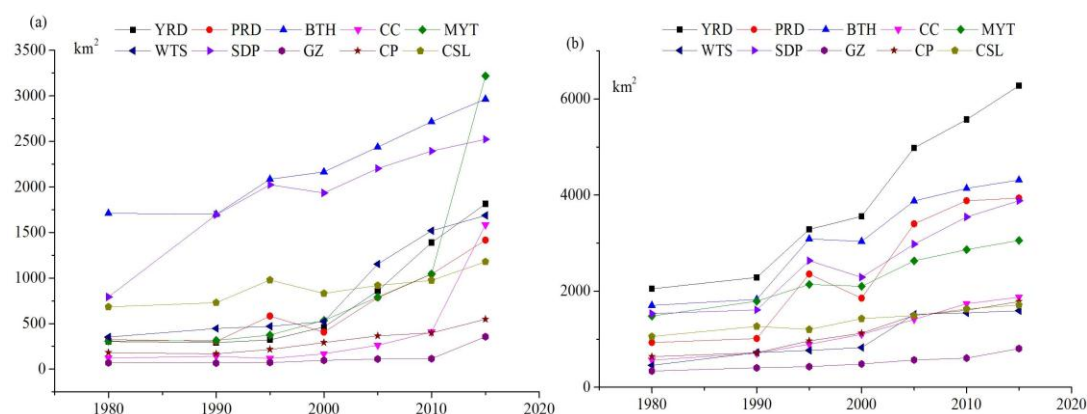 (a)
YRD PRD BTH CC MYT
WTS SDP GZ CP CSL
km²
3500
3000
2500
2000
1500
1000
500
0
1980 1990 2000 2010 2020
(b)
YRD PRD BTH CC MYT
WTS SDP GZ CP CSL
km²
6000
4000
2000
0
1980 1990 2000 2010 2020